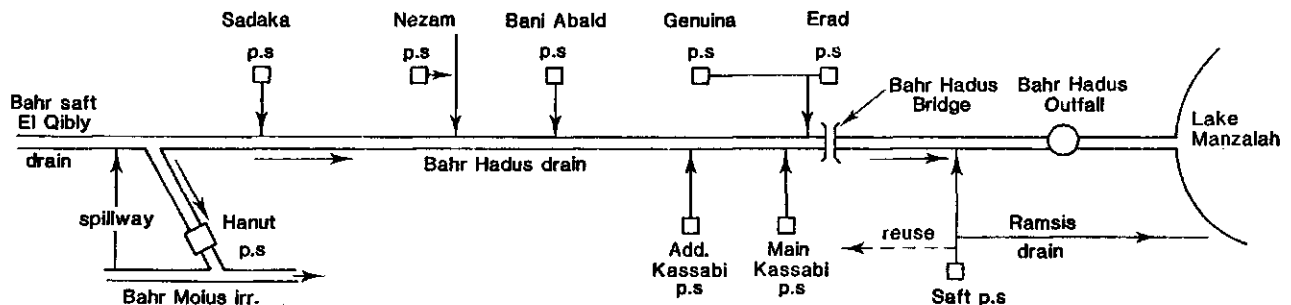 Sadaka
p.s
Nezam
p.s
Bani Abald
p.s
Genuina
p.s
Erad
p.s
Bahr Hadus
Bridge
Bahr Hadus
Outfall
Lake
Manzalah
Bahr saft
El Qibly
drain
Bahr Hadus drain
spillway
Hanut
p.s
Bahr Moius irr.
Add.
Kassabi
p.s
Main
Kassabi
p.s
reuse
Ramsis
drain
Saft p.s